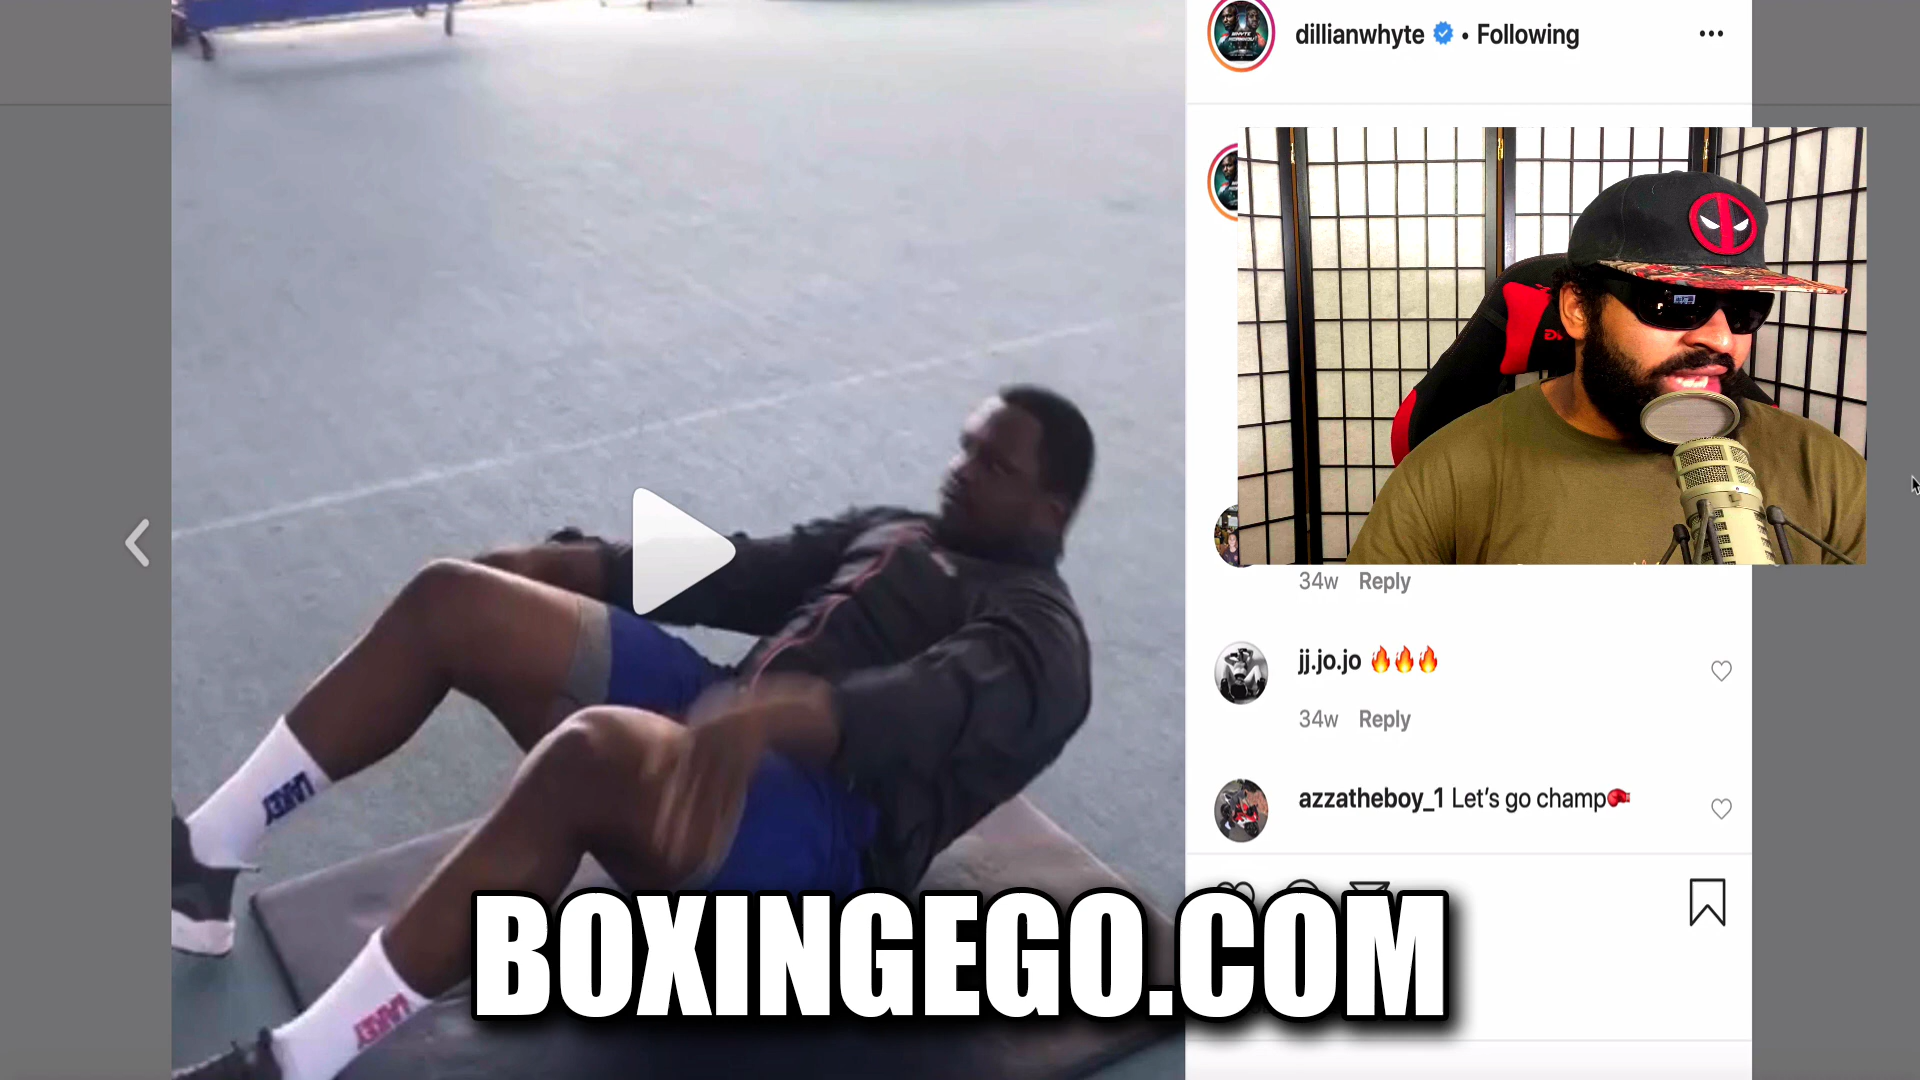 dillianwhyte • Following
34w Reply
jj.jo.jo 🔥🔥🔥
34w Reply
azzatheboy_1 Let's go champ🥊
BOXINGEGO.COM